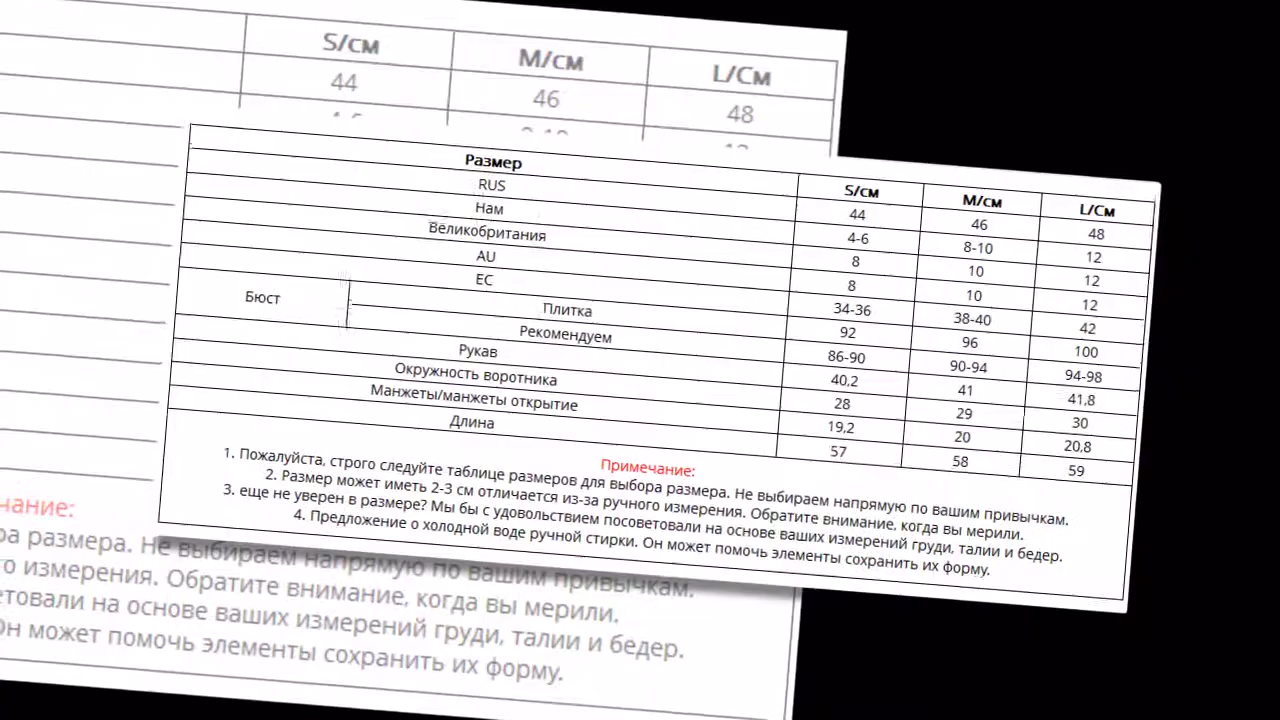 S/см M/см L/См
44 46 48
Размер S/см M/см L/См
RUS 44 46 48
Нам 4-6 8-10 12
Великобритания 8 10 12
AU 8 10 12
ЕС 34-36 38-40 42
Бюст Плитка 92 96 100
Рекомендуем 86-90 90-94 94-98
Рукав 40,2 41 41,8
Окружность воротника 28 29 30
Манжеты/манжеты открытие 19,2 20 20,8
Длина 57 58 59
Примечание:
1. Пожалуйста, строго следуйте таблице размеров для выбора размера. Не выбираем напрямую по вашим привычкам.
2. Размер может иметь 2-3 см отличается из-за ручного измерения. Обратите внимание, когда вы мерили.
3. еще не уверен в размере? Мы бы с удовольствием посоветовали на основе ваших измерений груди, талии и бедер.
4. Предложение о холодной воде ручной стирки. Он может помочь элементы сохранить их форму.
чание:
ра размера. Не выбираем напрямую по вашим привычкам.
го измерения. Обратите внимание, когда вы мерили.
етовали на основе ваших измерений груди, талии и бедер.
Он может помочь элементы сохранить их форму.